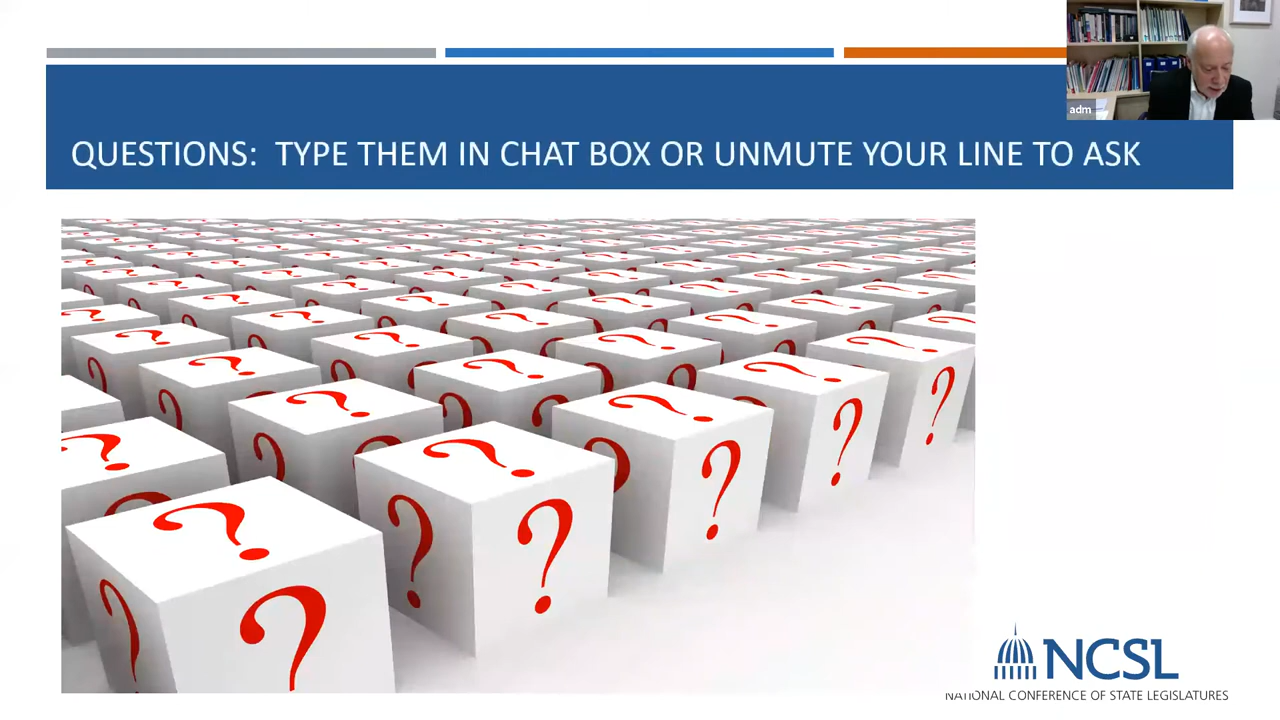 adm
QUESTIONS: TYPE THEM IN CHAT BOX OR UNMUTE YOUR LINE TO ASK
NCSL
NATIONAL CONFERENCE OF STATE LEGISLATURES